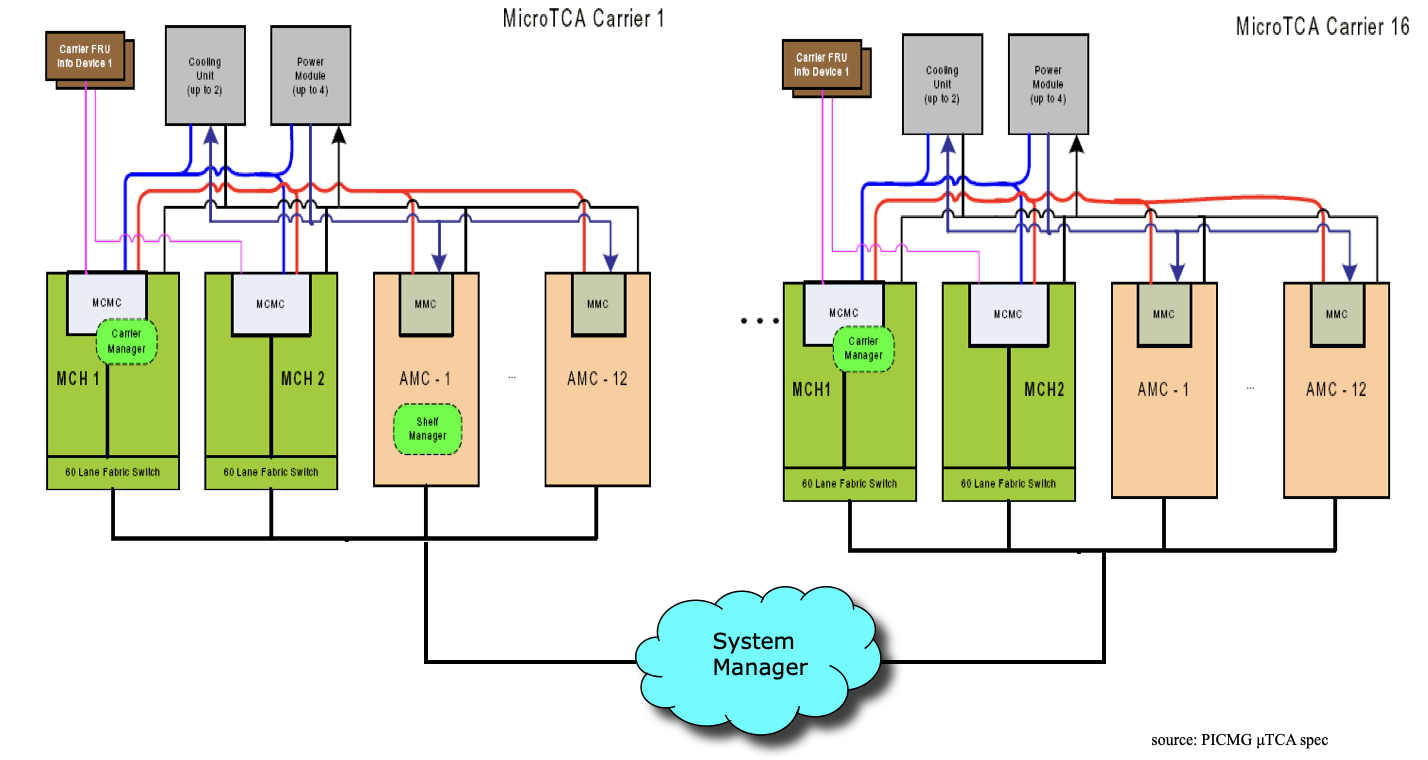 MicroTCA Carrier 1
Carrier FRU
Info Device 1
Cooling
Unit
(up to 2)
Power
Module
(up to 4)
MCMC
Carrier
Manager
MCH 1
60 Lane Fabric Switch
MCMC
MCH 2
60 Lane Fabric Switch
MMC
AMC - 1
Shelf
Manager
...
MMC
AMC - 12
...
MicroTCA Carrier 16
Carrier FRU
Info Device 1
Cooling
Unit
(up to 2)
Power
Module
(up to 4)
MCMC
Carrier
Manager
MCH1
60 Lane Fabric Switch
MCMC
MCH2
60 Lane Fabric Switch
MMC
AMC - 1
...
MMC
AMC - 12
System
Manager
source: PICMG µTCA spec